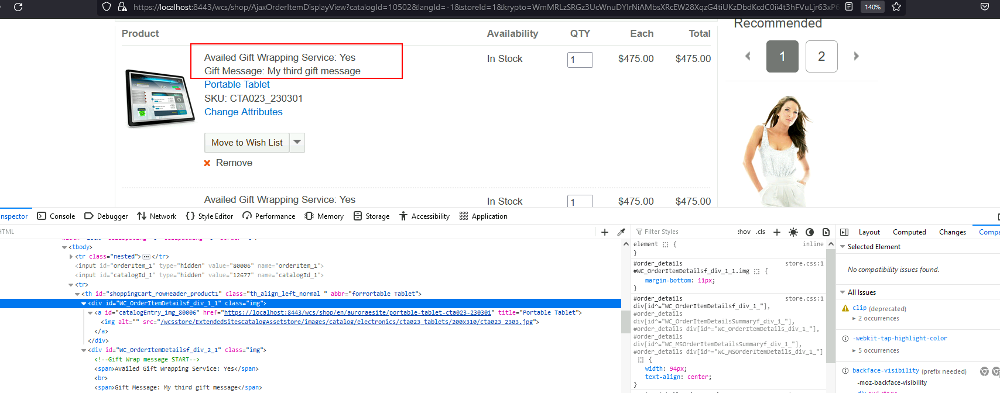 https://localhost:8443/wcs/shop/AjaxOrderItemDisplayView?catalogId=10502&langId=-1&storeId=1&krypto=WmMRLzSRGz3UcWnuDYIrNiAMbsXRcEW28XqzG4tiUKzDbdKcdC0ii4t3hFVuLjr63xP6
140%
Product Availability QTY Each Total
Availed Gift Wrapping Service: Yes
Gift Message: My third gift message
Portable Tablet
SKU: CTA023_230301
Change Attributes
In Stock 1 $475.00 $475.00
Move to Wish List
Remove
Availed Gift Wrapping Service: Yes
In Stock 1 $475.00 $475.00
Recommended
1 2
nspector Console Debugger Network Style Editor Performance Memory Storage Accessibility Application
HTML
<tbody>
<tr class="nested"> ... </tr>
<input id="orderItem_1" type="hidden" value="80006" name="orderItem_1">
<input id="catalogId_1" type="hidden" value="12677" name="catalogId_1">
<tr>
<th id="shoppingCart_rowHeader_product1" class="th_align_left_normal " abbr="forPortable Tablet">
<div id="WC_OrderItemDetailsf_div_1_1" class="img">
<a id="catalogEntry_img_80006" href="https://localhost:8443/wcs/shop/en/auroraesite/portable-tablet-cta023-230301" title="Portable Tablet">
<img alt="" src="/wcsstore/ExtendedSitesCatalogAssetStore/images/catalog/electronics/cta023_tablets/200x310/cta023_2303.jpg">
</a>
</div>
<div id="WC_OrderItemDetailsf_div_2_1" class="img">
<!--Gift Wrap message START-->
<span>Availed Gift Wrapping Service: Yes</span>
<br>
<span>Gift Message: My third gift message</span>
Filter Styles :hov .cls
element { inline
}
#order_details store.css:1
#WC_OrderItemDetailsf_div_1_1.img {
margin-bottom: 11px;
}
#order_details store.css:1
div[id^="WC_OrderItemDetailsf_div_1_"],
#order_details
div[id^="WC_OrderItemDetailsSummaryf_div_1_"],
#order_details div[id^="WC_OrderItemDetails_div_1_"],
#order_details
div[id^="WC_MSOrderItemDetailsSummaryf_div_1_"],
#order_details div[id^="WC_MSOrderItemDetails_div_1_"]
{
width: 94px;
text-align: center;
}
Layout Computed Changes Compa
Selected Element
No compatibility issues found.
All Issues
clip (deprecated)
2 occurrences
-webkit-tap-highlight-color
5 occurrences
backface-visibility (prefix needed)
-moz-backface-visibility